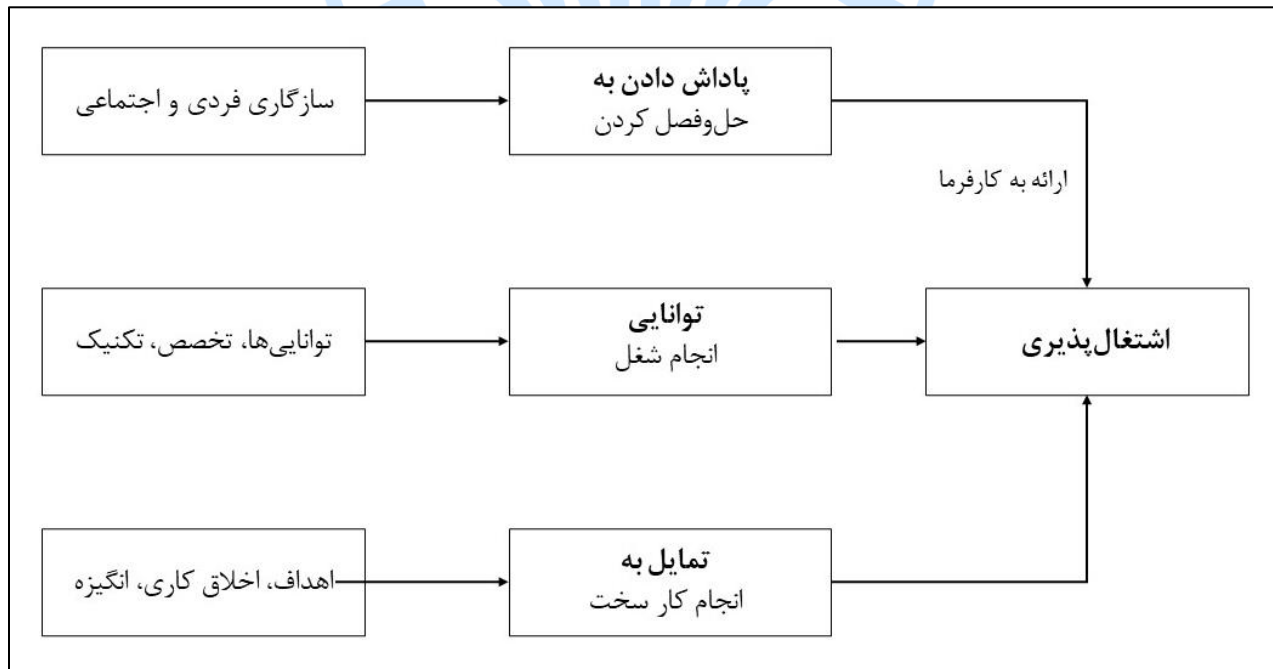 سازگاری فردی و اجتماعی
پاداش دادن به
حل‌وفصل کردن
ارائه به کارفرما
توانایی‌ها، تخصص، تکنیک
توانایی
انجام شغل
اشتغال‌پذیری
اهداف، اخلاق کاری، انگیزه
تمایل به
انجام کار سخت